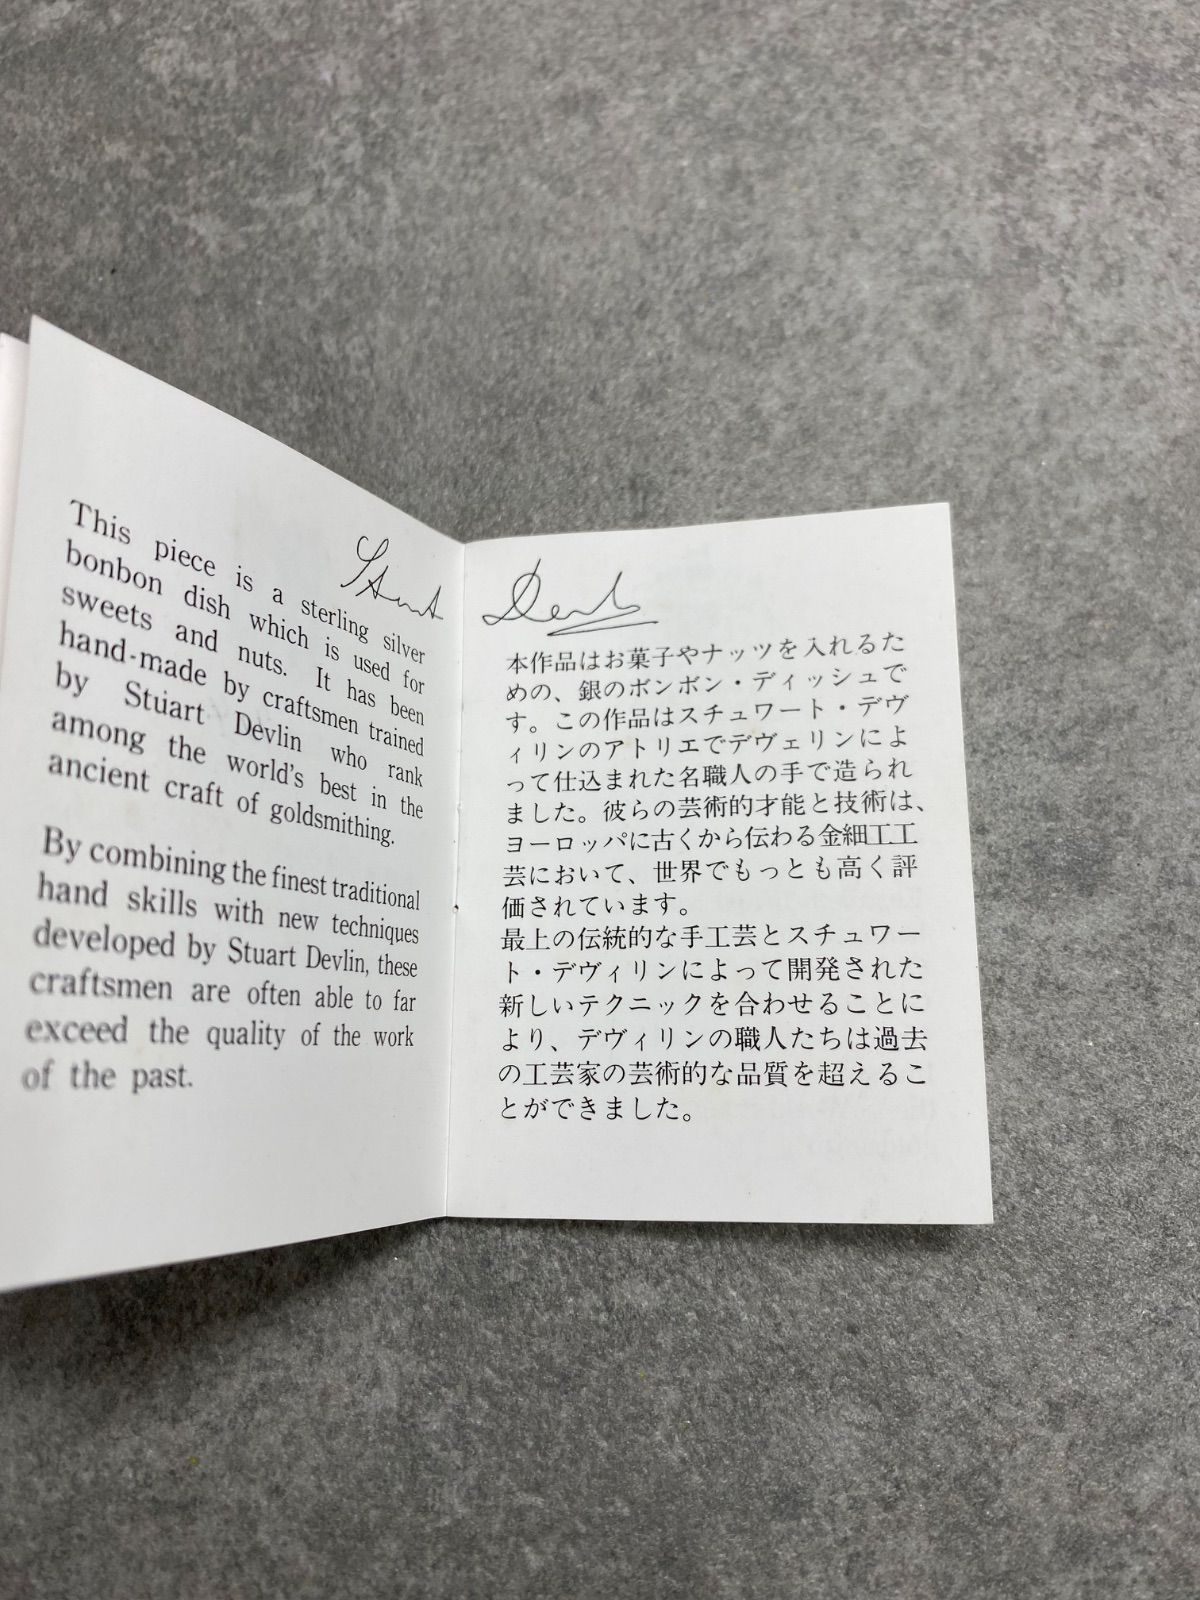 Stuart Devlin
This piece is a sterling silver
bonbon dish which is used for
sweets and nuts. It has been
hand-made by craftsmen trained
by Stuart Devlin who rank
among the world's best in the
ancient craft of goldsmithing.
By combining the finest traditional
hand skills with new techniques
developed by Stuart Devlin, these
craftsmen are often able to far
exceed the quality of the work
of the past.
本作品はお菓子やナッツを入れるた
めの、銀のボンボン・ディッシュで
す。この作品はスチュワート・デヴ
ィリンのアトリエでデヴェリンによ
って仕込まれた名職人の手で造られ
ました。彼らの芸術的才能と技術は、
ヨーロッパに古くから伝わる金細工工
芸において、世界でもっとも高く評
価されています。
最上の伝統的な手工芸とスチュワー
ト・デヴィリンによって開発された
新しいテクニックを合わせることに
より、デヴィリンの職人たちは過去
の工芸家の芸術的な品質を超えるこ
とができました。